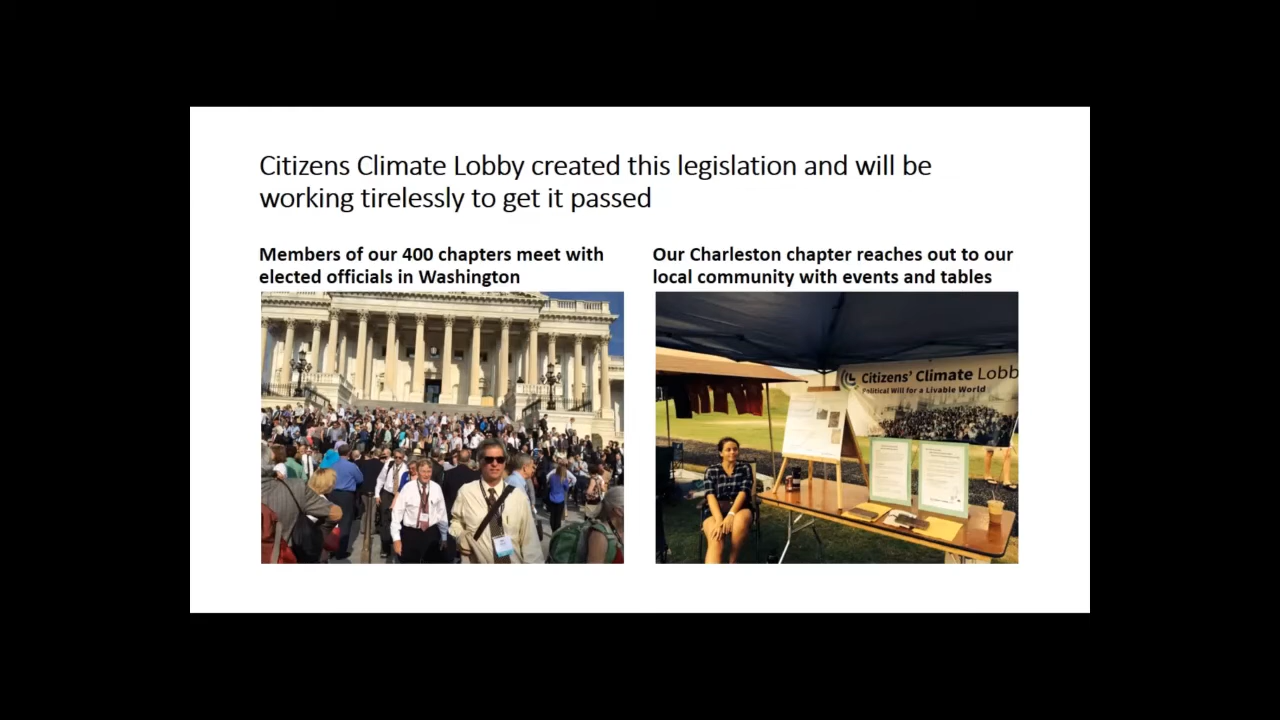 Citizens Climate Lobby created this legislation and will be
working tirelessly to get it passed
Members of our 400 chapters meet with
elected officials in Washington
Our Charleston chapter reaches out to our
local community with events and tables
Citizens' Climate Lobb
Political Will for a Livable World